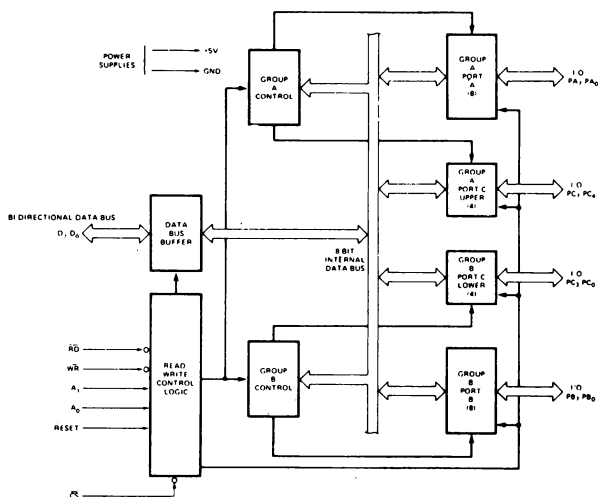 POWER
SUPPLIES
+5V
GND
GROUP
A
CONTROL
GROUP
A
PORT
A
(8)
I O
PA7 PA0
GROUP
A
PORT C
UPPER
(4)
I O
PC7 PC4
BI DIRECTIONAL DATA BUS
D7 D0
DATA
BUS
BUFFER
8 BIT
INTERNAL
DATA BUS
GROUP
B
PORT C
LOWER
(4)
I O
PC3 PC0
RD
WR
A1
A0
RESET
CS
READ
WRITE
CONTROL
LOGIC
GROUP
B
CONTROL
GROUP
B
PORT
B
(8)
I O
PB7 PB0